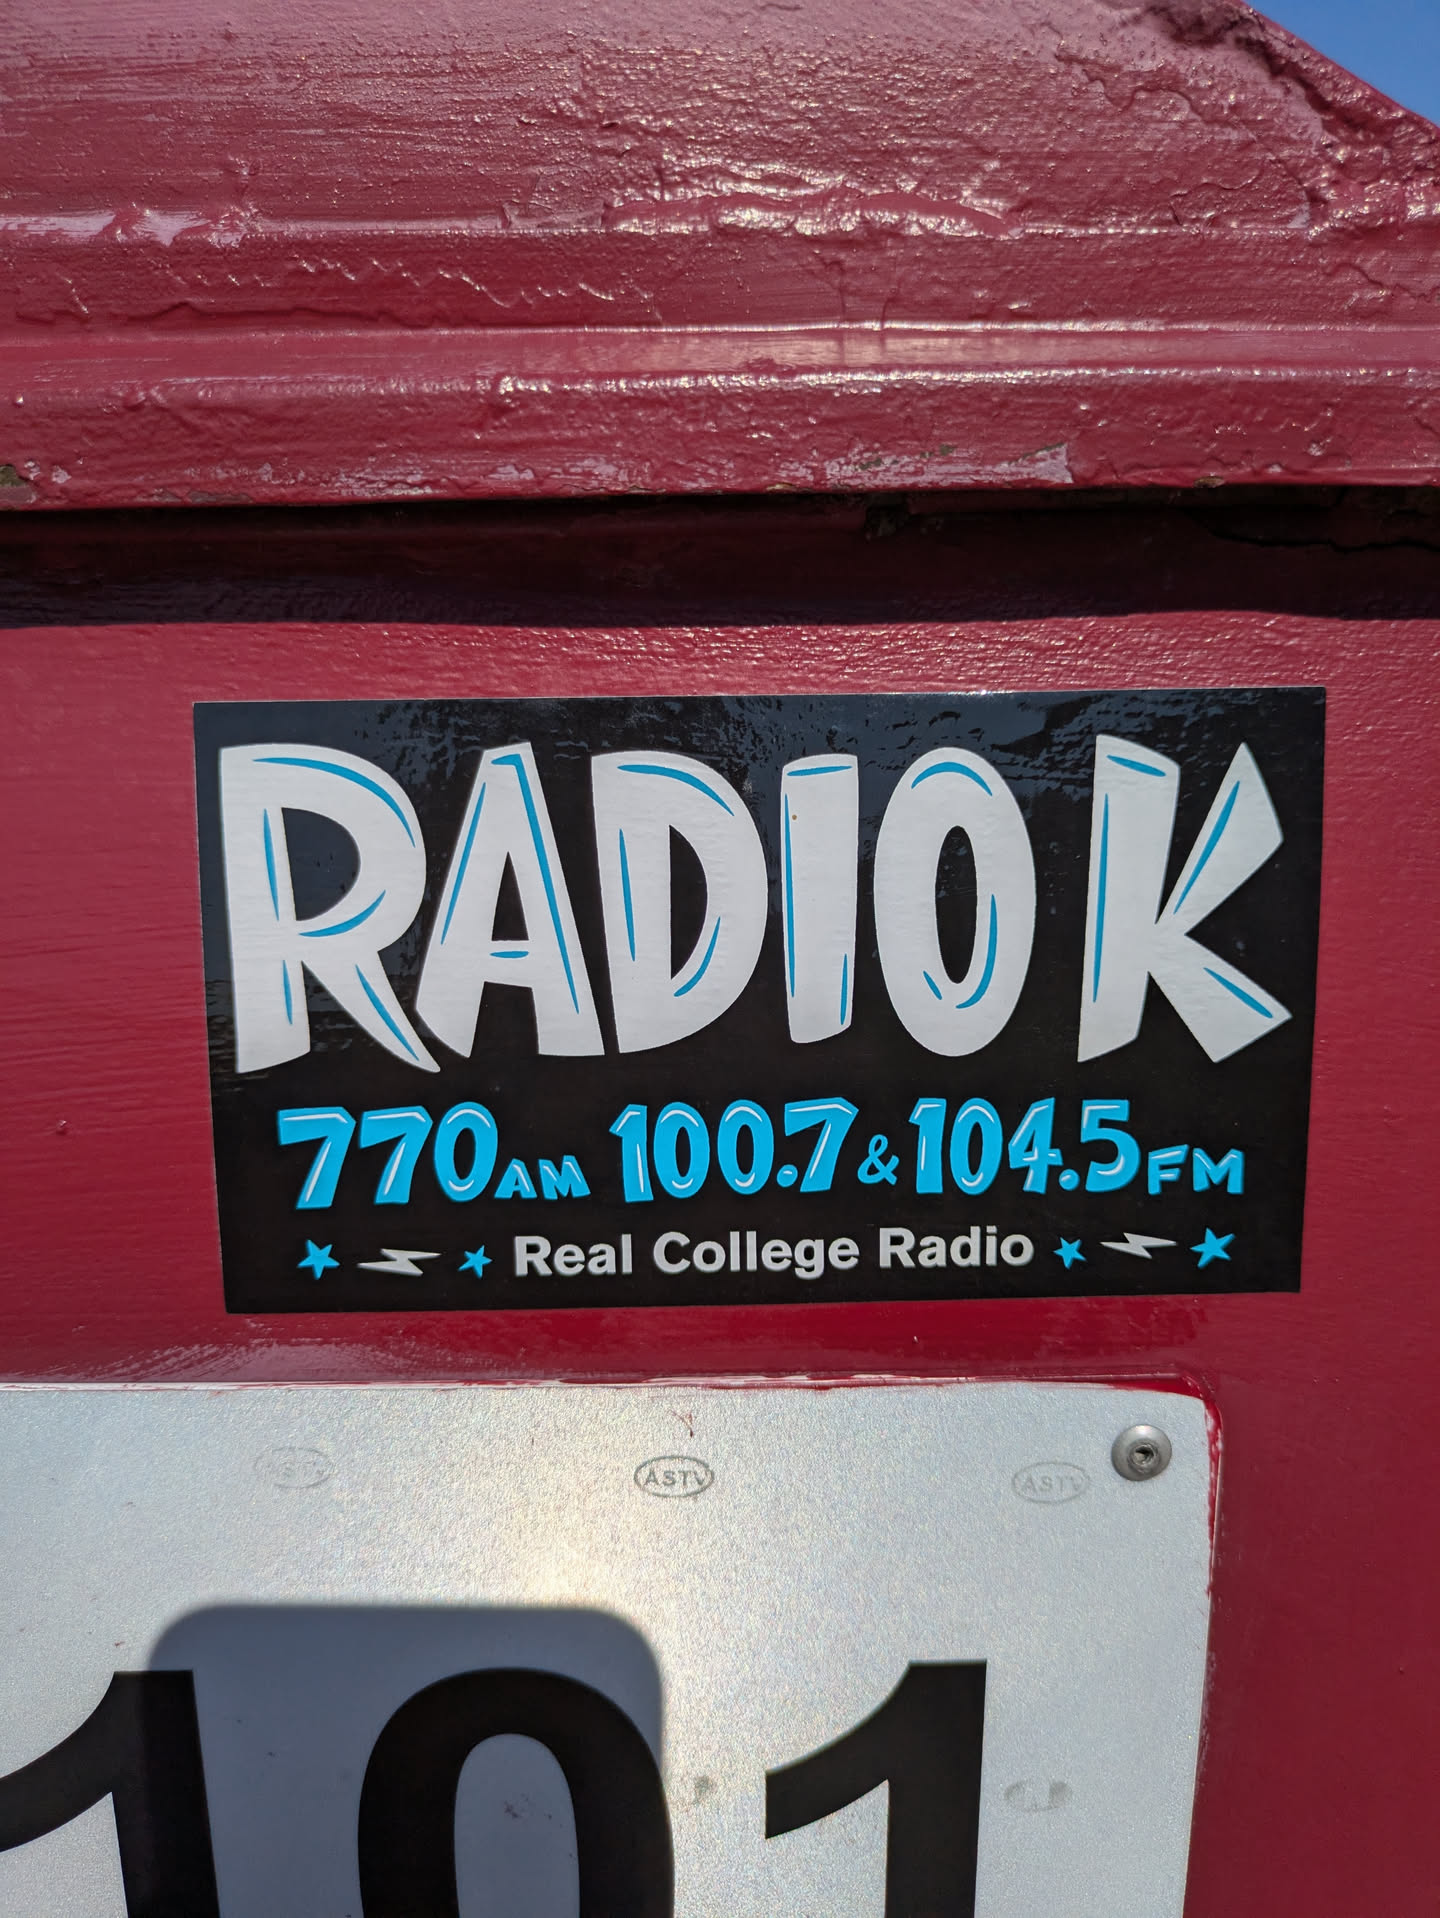 RADIO K
770AM 100.7 & 104.5FM
Real College Radio
ASTV ASTV ASTV
101